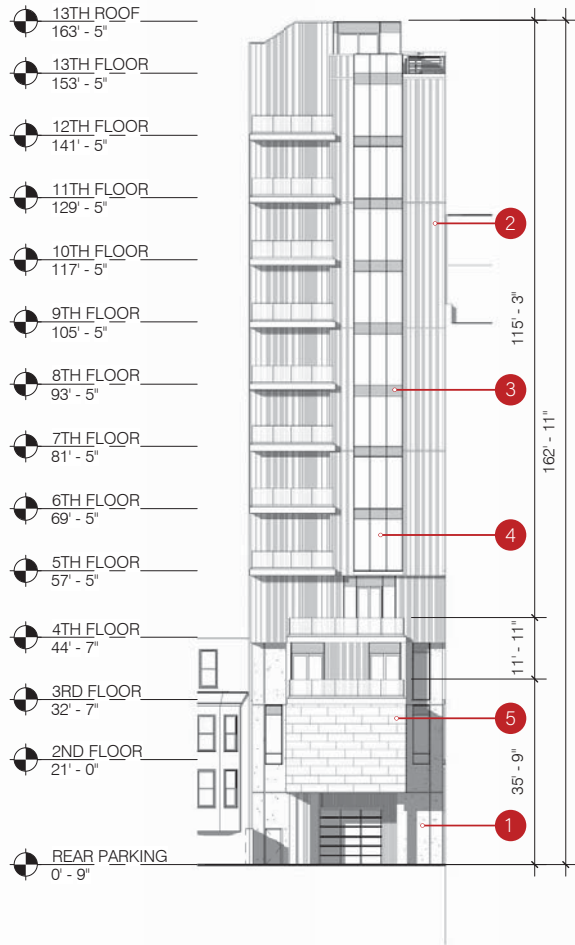 13TH ROOF
163' - 5"
13TH FLOOR
153' - 5"
12TH FLOOR
141' - 5"
11TH FLOOR
129' - 5"
10TH FLOOR
117' - 5"
9TH FLOOR
105' - 5"
8TH FLOOR
93' - 5"
7TH FLOOR
81' - 5"
6TH FLOOR
69' - 5"
5TH FLOOR
57' - 5"
4TH FLOOR
44' - 7"
3RD FLOOR
32' - 7"
2ND FLOOR
21' - 0"
REAR PARKING
0' - 9"
2
3
4
5
1
115' - 3"
162' - 11"
11' - 11"
35' - 9"